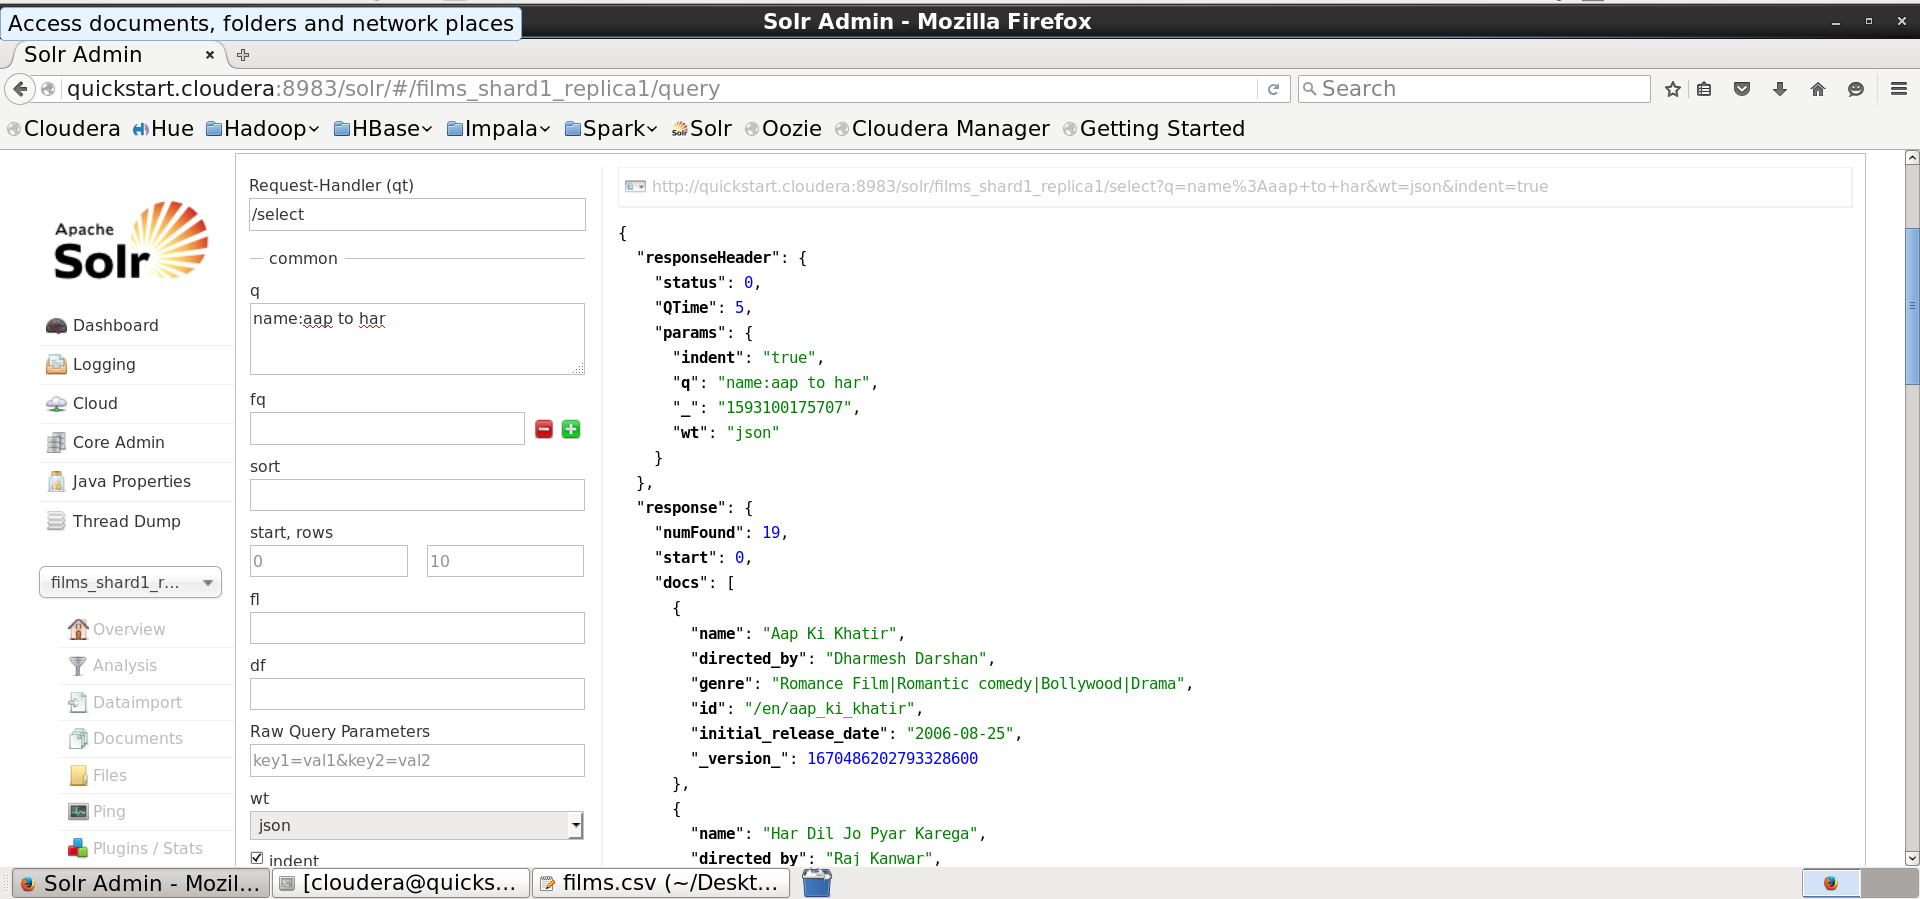 Access documents, folders and network places
Solr Admin - Mozilla Firefox
Solr Admin
quickstart.cloudera:8983/solr/#/films_shard1_replica1/query
Search
Cloudera Hue Hadoop HBase Impala Spark Solr Oozie Cloudera Manager Getting Started
Apache
Solr
Dashboard
Logging
Cloud
Core Admin
Java Properties
Thread Dump
films_shard1_r...
Overview
Analysis
Dataimport
Documents
Files
Ping
Plugins / Stats
Request-Handler (qt)
/select
common
q
name:aap to har
fq
sort
start, rows
0 10
fl
df
Raw Query Parameters
key1=val1&key2=val2
wt
json
indent
http://quickstart.cloudera:8983/solr/films_shard1_replica1/select?q=name%3Aaap+to+har&wt=json&indent=true
{
"responseHeader": {
"status": 0,
"QTime": 5,
"params": {
"indent": "true",
"q": "name:aap to har",
"_": "1593100175707",
"wt": "json"
}
},
"response": {
"numFound": 19,
"start": 0,
"docs": [
{
"name": "Aap Ki Khatir",
"directed_by": "Dharmesh Darshan",
"genre": "Romance Film|Romantic comedy|Bollywood|Drama",
"id": "/en/aap_ki_khatir",
"initial_release_date": "2006-08-25",
"_version_": 1670486202793328600
},
{
"name": "Har Dil Jo Pyar Karega",
"directed_by": "Raj Kanwar",
Solr Admin - Mozil...
[cloudera@quicks...
films.csv (~/Deskt...